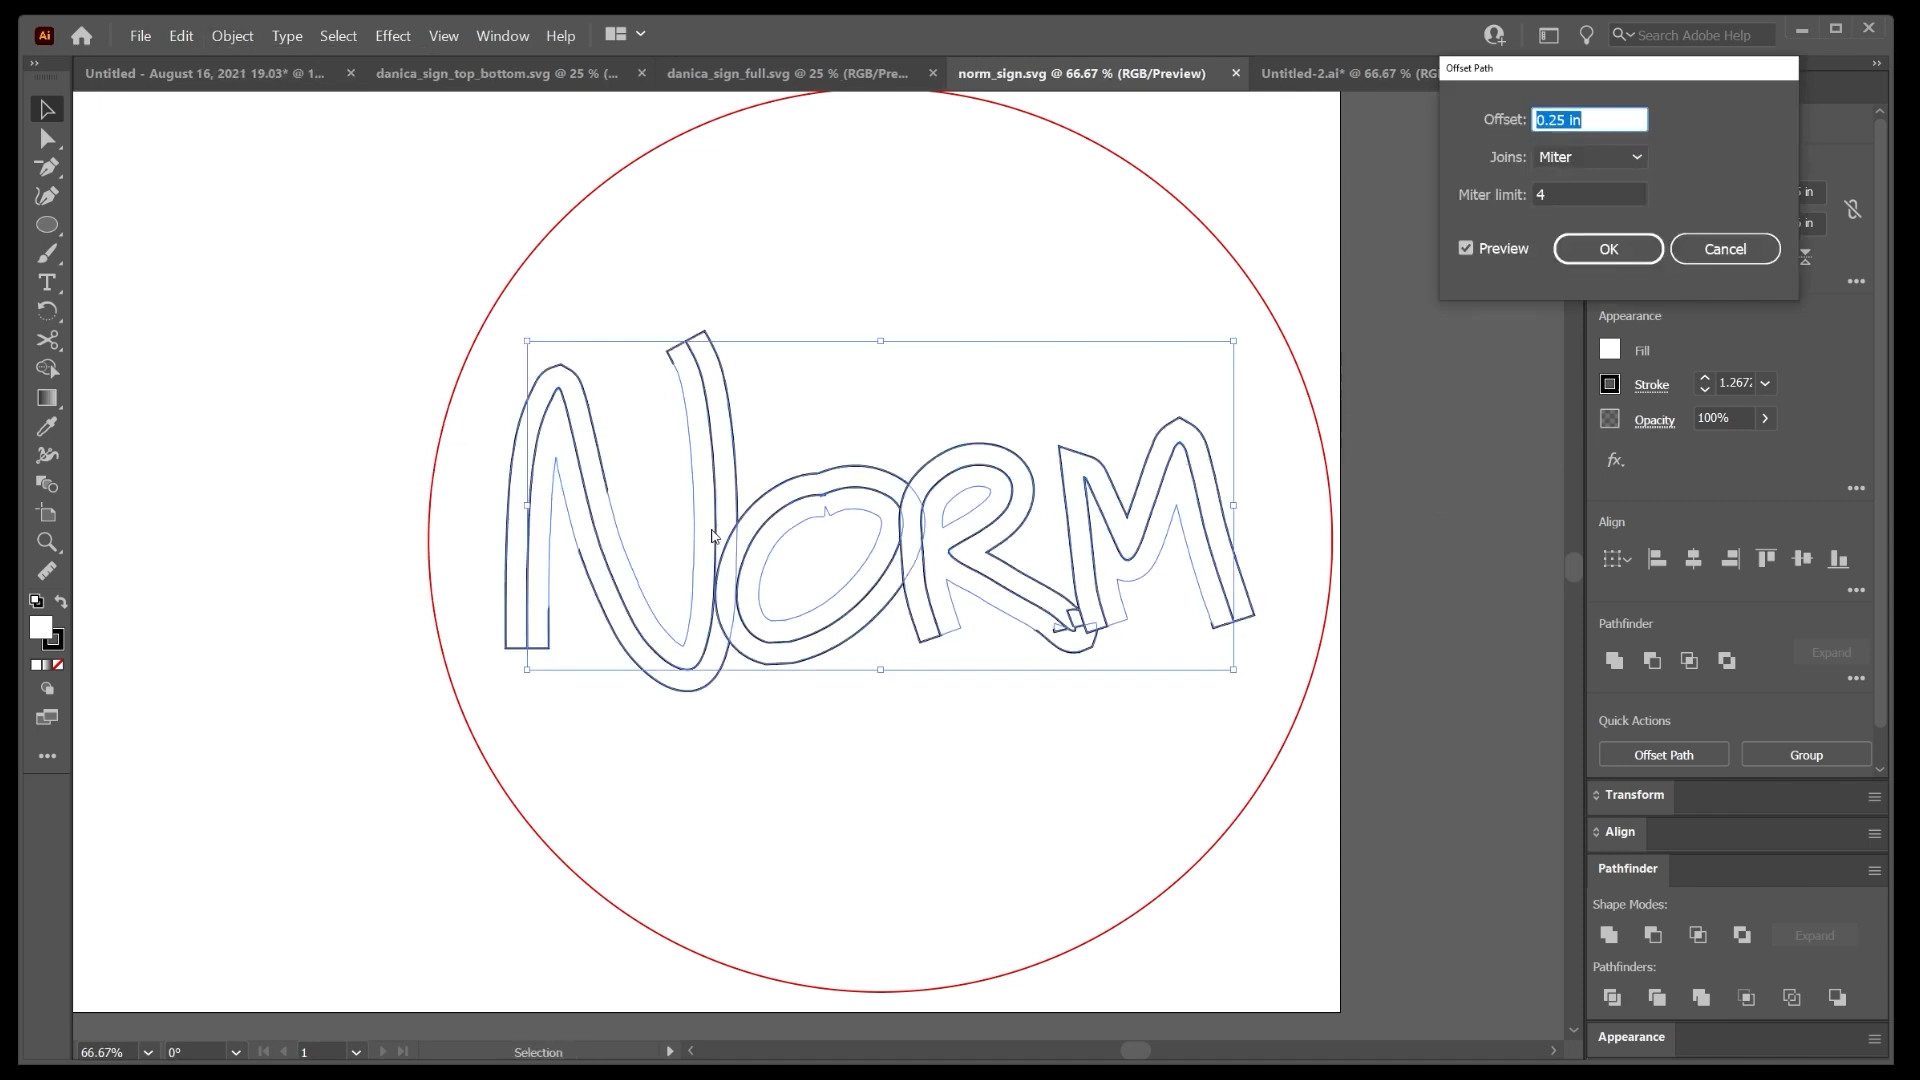 Ai File Edit Object Type Select Effect View Window Help Search Adobe Help
Untitled - August 16, 2021 19.03* @ 1... danica_sign_top_bottom.svg @ 25 % (... danica_sign_full.svg @ 25 % (RGB/Pre... norm_sign.svg @ 66.67 % (RGB/Preview) Untitled-2.ai* @ 66.67 % (RG
Offset Path
Offset: 0.25 in
Joins: Miter
Miter limit: 4
Preview OK Cancel
in
in
NORM
Appearance
Fill
Stroke 1.267
Opacity 100%
fx.
Align
Pathfinder
Expand
Quick Actions
Offset Path Group
Transform
Align
Pathfinder
Shape Modes:
Expand
Pathfinders:
Appearance
66.67% 0° 1 Selection